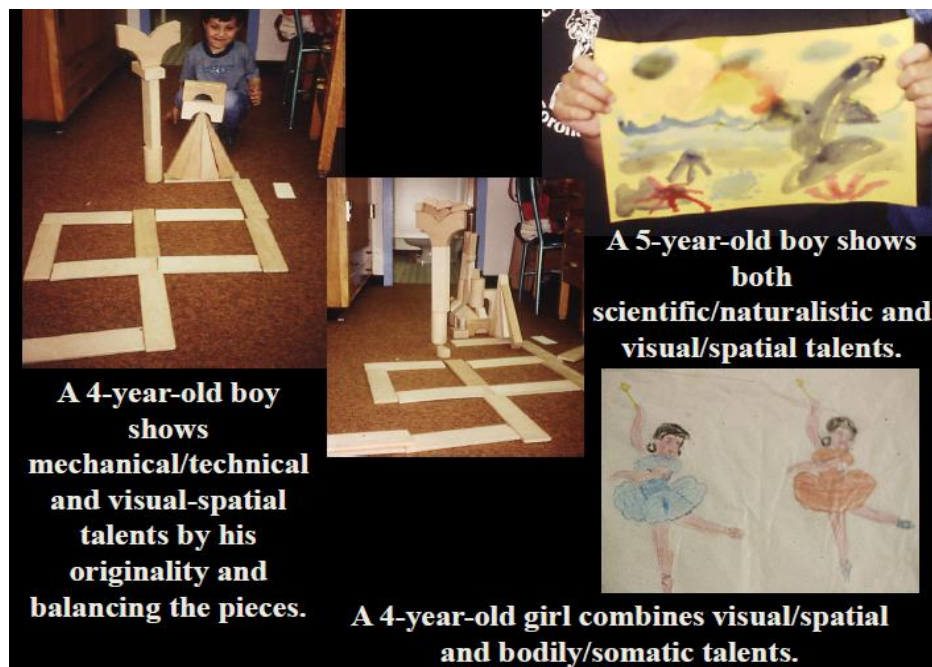 A 4-year-old boy
shows
mechanical/technical
and visual-spatial
talents by his
originality and
balancing the pieces.
A 5-year-old boy shows
both
scientific/naturalistic and
visual/spatial talents.
A 4-year-old girl combines visual/spatial
and bodily/somatic talents.